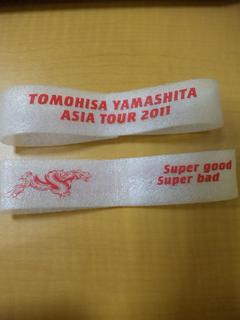 TOMOHISA YAMASHITA
ASIA TOUR 2011
Super good
Super bad